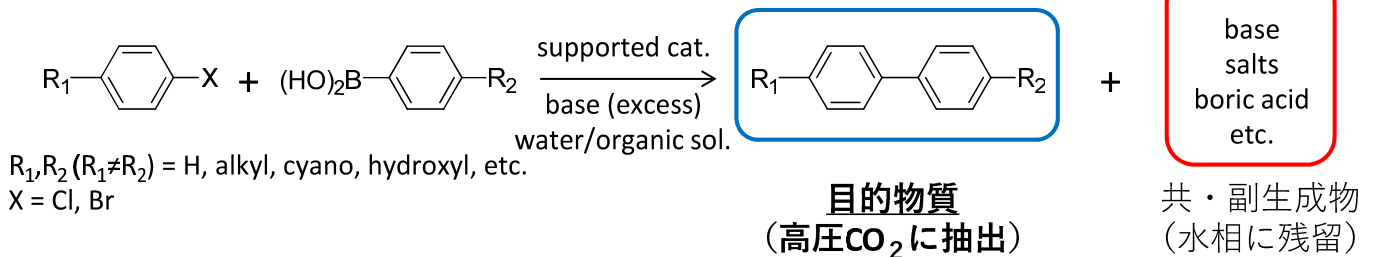 R₁ X + (HO)₂B R₂ supported cat. R₁ R₂ + base
base (excess) salts
water/organic sol. boric acid
etc.
R₁,R₂ (R₁≠R₂) = H, alkyl, cyano, hydroxyl, etc.
X = Cl, Br
目的物質 共・副生成物
（高圧CO₂に抽出） （水相に残留）